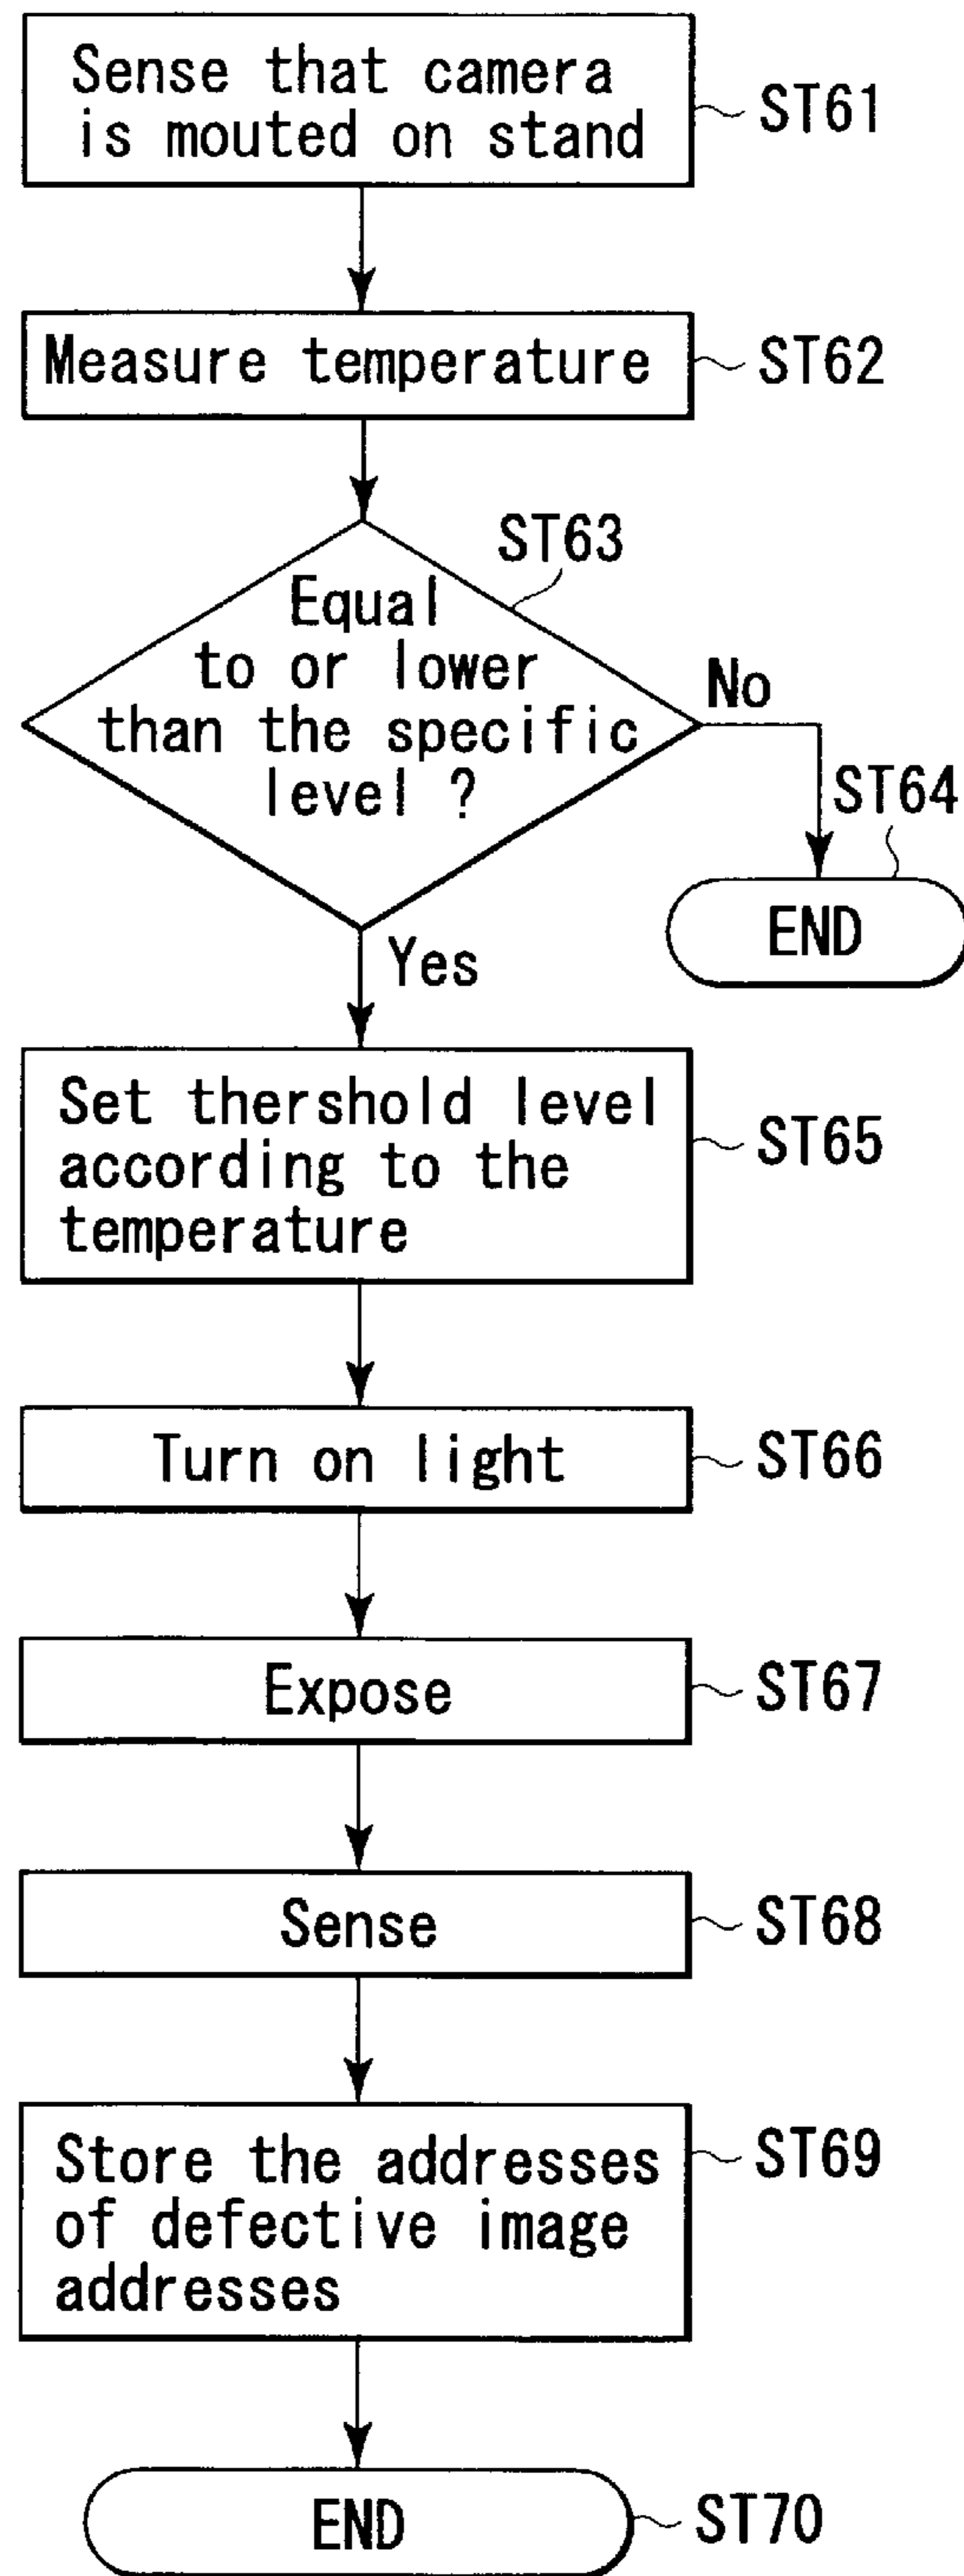 Sense that camera
is mouted on stand
ST61
Measure temperature
ST62
ST63
Equal
to or lower
than the specific
level ?
No
ST64
END
Yes
Set thershold level
according to the
temperature
ST65
Turn on light
ST66
Expose
ST67
Sense
ST68
Store the addresses
of defective image
addresses
ST69
END
ST70